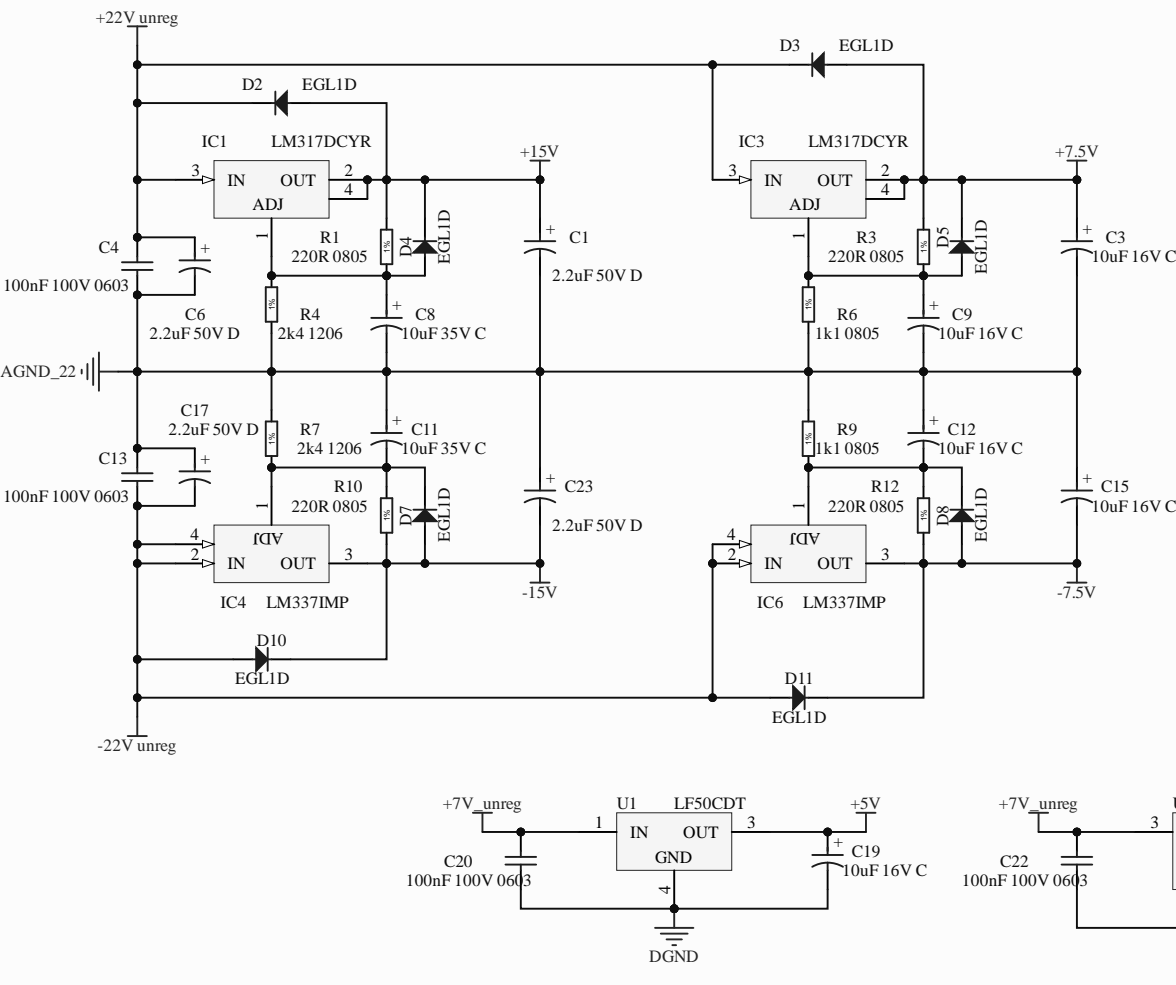 +22V unreg
D3 EGL1D
D2 EGL1D
IC1 LM317DCYR
IC3 LM317DCYR
+15V
+7.5V
3 IN OUT 2
4
ADJ
1
3 IN OUT 2
4
ADJ
1
C4
100nF 100V 0603
+
C6
2.2uF 50V D
R1
220R 0805
1%
D4
EGL1D
+
C1
2.2uF 50V D
R3
220R 0805
1%
D5
EGL1D
+
C3
10uF 16V C
1%
R4
2k4 1206
+
C8
10uF 35V C
1%
R6
1k1 0805
+
C9
10uF 16V C
AGND_22
C17
2.2uF 50V D
C13
100nF 100V 0603
+
1%
R7
2k4 1206
+
C11
10uF 35V C
1%
R9
1k1 0805
+
C12
10uF 16V C
R10
220R 0805
1%
D7
EGL1D
+
C23
2.2uF 50V D
R12
220R 0805
1%
D8
EGL1D
+
C15
10uF 16V C
1
ADJ
4
2 IN OUT 3
1
ADJ
4
2 IN OUT 3
-15V
-7.5V
IC4 LM337IMP
IC6 LM337IMP
D10
EGL1D
D11
EGL1D
-22V unreg
+7V_unreg
U1 LF50CDT
+5V
1 IN OUT 3
GND
4
C20
100nF 100V 0603
+
C19
10uF 16V C
DGND
+7V_unreg
3
C22
100nF 100V 0603